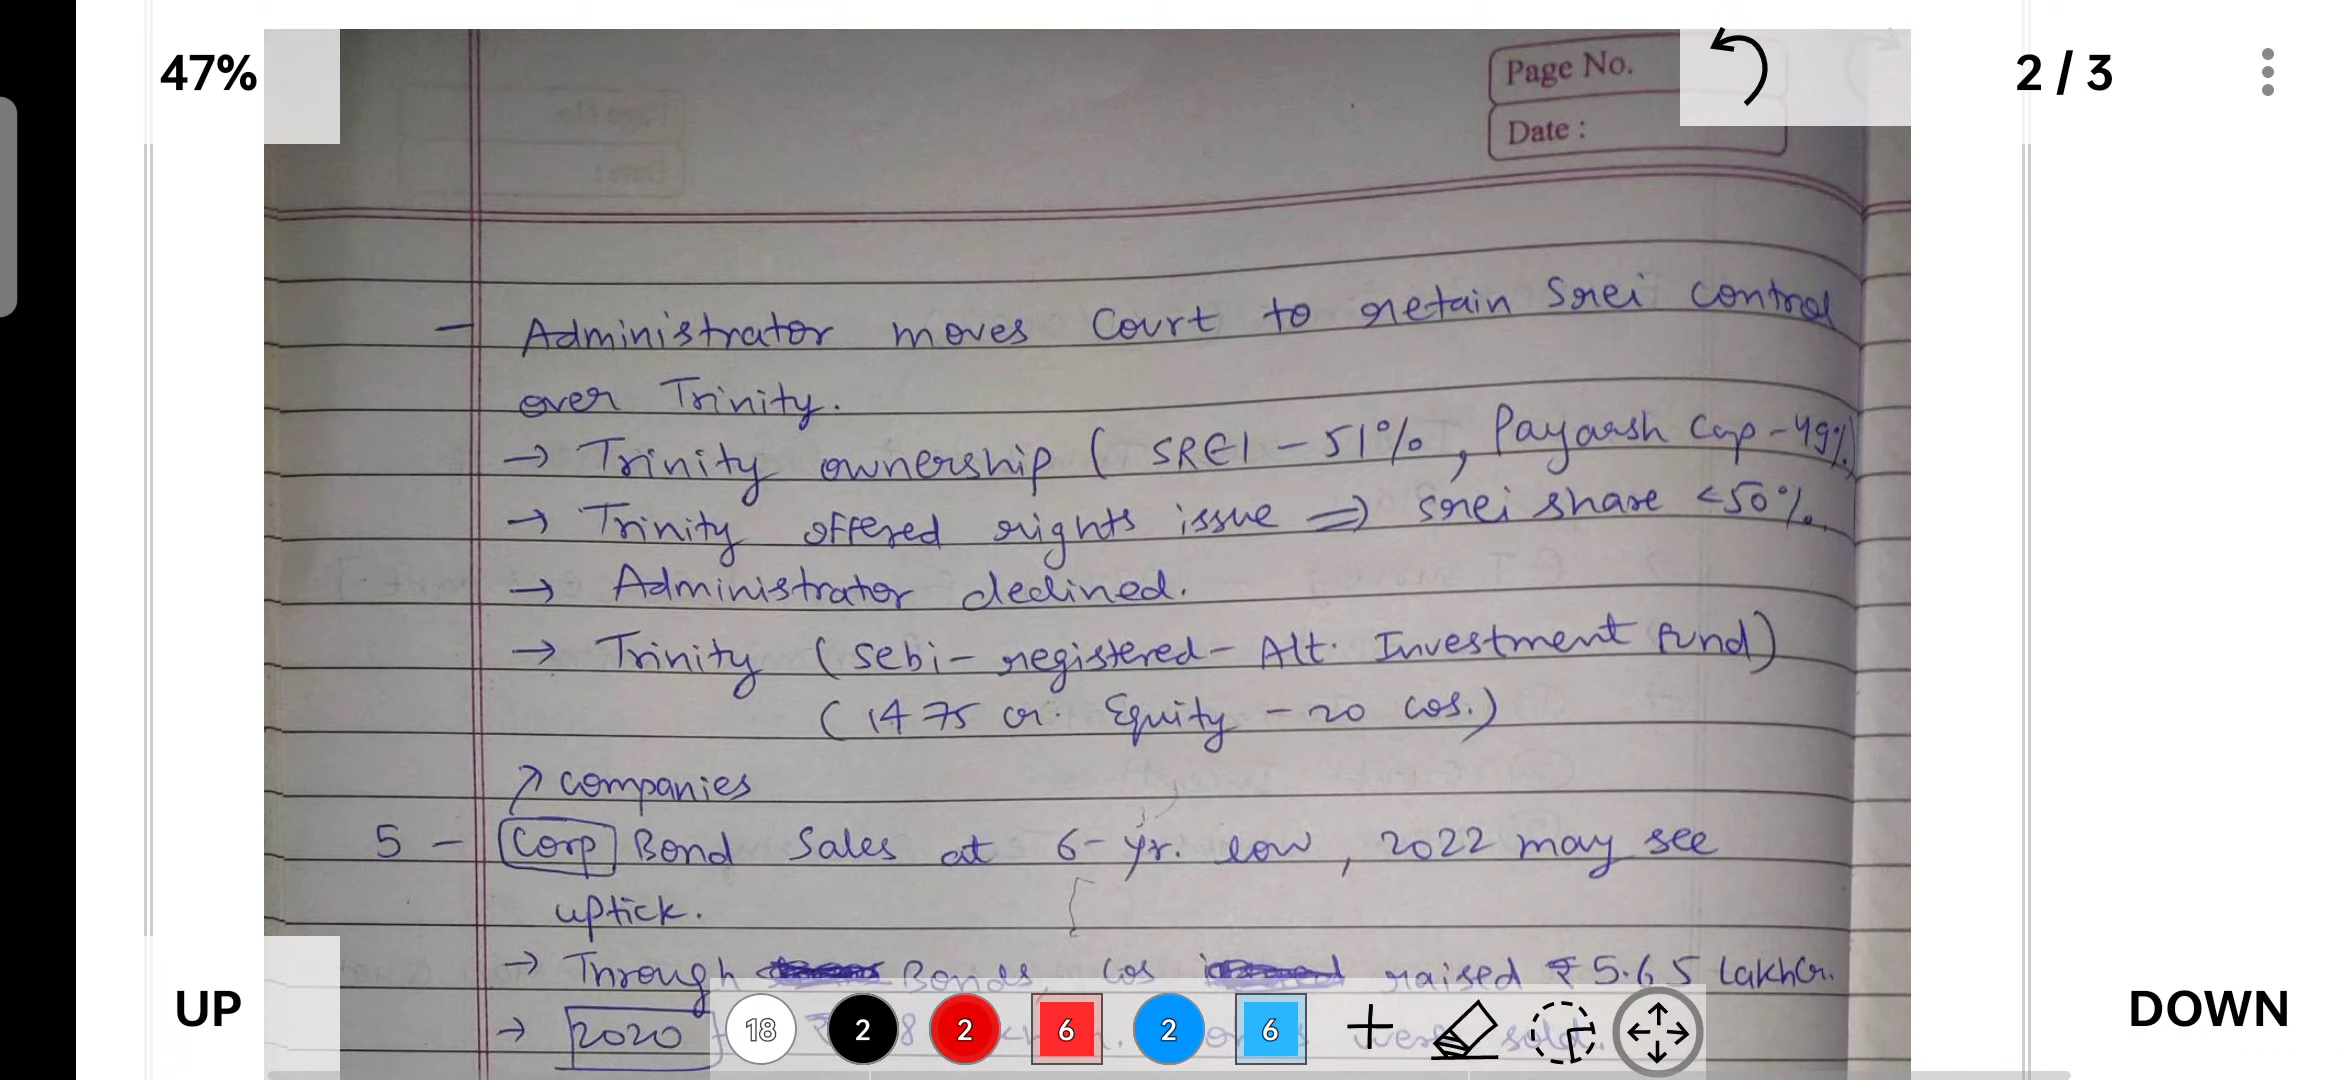 47%
Page No.
2 / 3
Date :
- Administrator moves Court to retain Srei control
over Trinity.
→ Trinity ownership ( SREI - 51%, Payarsh Cap - 49%)
→ Trinity offered rights issue ⇒ Srei share <50%.
→ Administrator declined.
→ Trinity (Sebi- registered- Alt. Investment Fund)
( 1475 cr. Equity - 20 cos.)
↗ companies
5 - Corp Bond Sales at 6- yr. low, 2022 may see
uptick.
→ Through Bonds, cos raised ₹ 5.65 Lakh Cr.
UP
DOWN
→ 2020 sold.
18 2 2 6 2 6